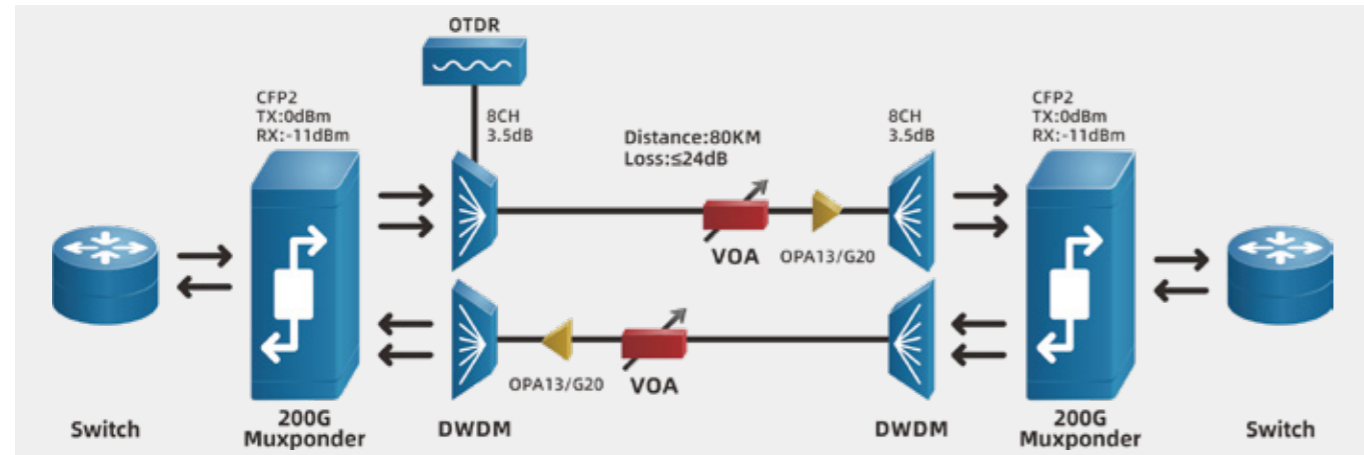 OTDR
CFP2
TX:0dBm
RX:-11dBm
8CH
3.5dB
Distance:80KM
Loss:≤24dB
8CH
3.5dB
CFP2
TX:0dBm
RX:-11dBm
VOA
OPA13/G20
OPA13/G20
VOA
Switch
200G
Muxponder
DWDM
DWDM
200G
Muxponder
Switch